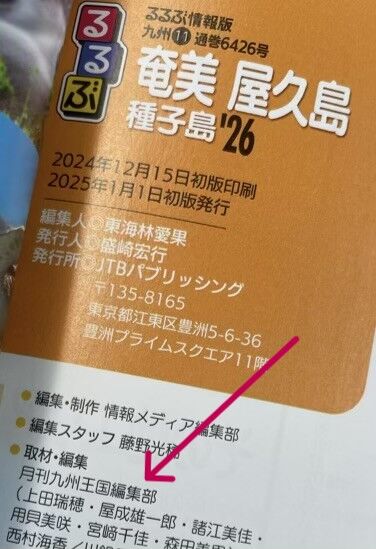 るるぶ
るるぶ情報版
九州⑪通巻6426号
奄美 屋久島
種子島'26
2024年12月15日初版印刷
2025年1月1日初版発行
編集人◎東海林愛果
発行人◎盛崎宏行
発行所◎JTBパブリッシング
〒135-8165
東京都江東区豊洲5-6-36
豊洲プライムスクエア11階
●編集・制作 情報メディア編集部
●編集スタッフ 藤野光稀
●取材・編集
月刊九州王国編集部
(上田瑞穂・屋成雄一郎・諸江美佳・
用貝美咲・宮﨑千佳・森田美
西村海香